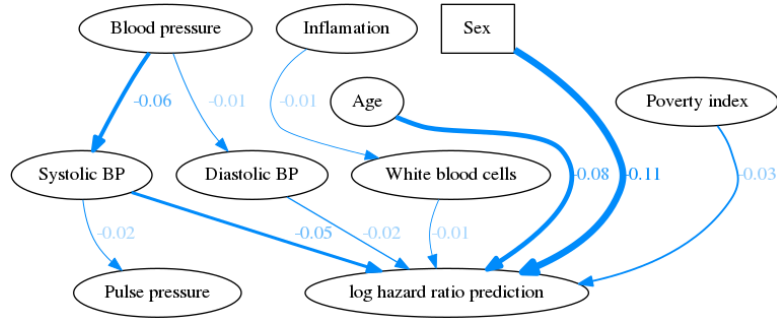 Blood pressure
Inflamation
Sex
-0.06
-0.01
-0.01
Age
Poverty index
Systolic BP
Diastolic BP
White blood cells
-0.08
-0.11
-0.03
-0.02
-0.05
-0.02
-0.01
Pulse pressure
log hazard ratio prediction